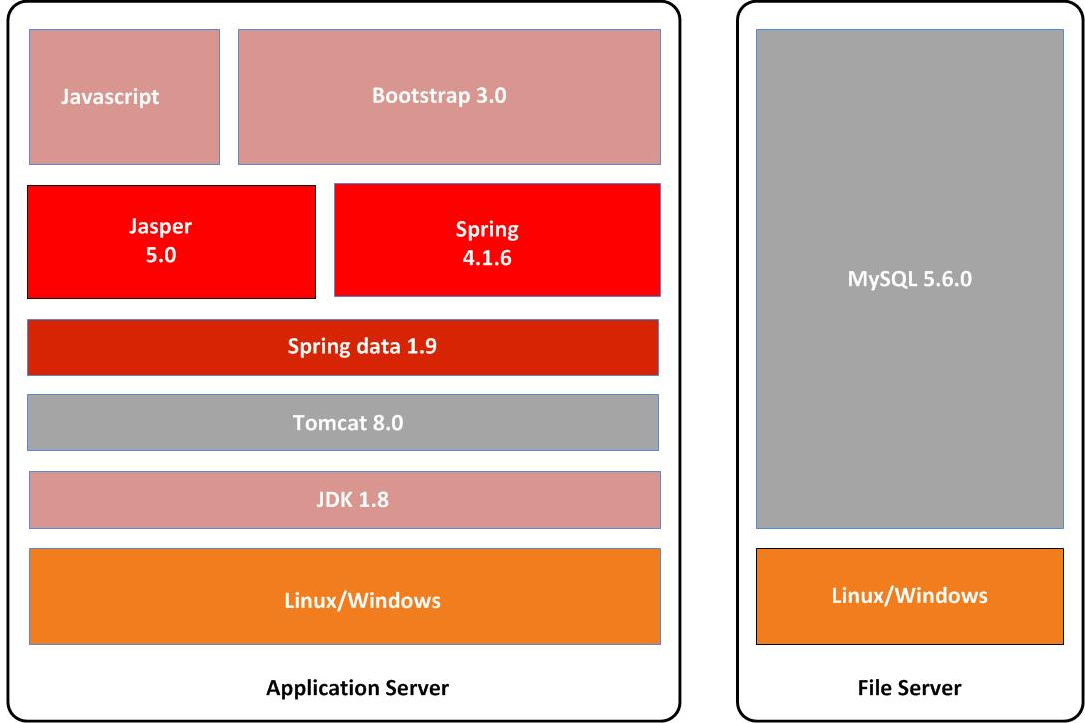 Javascript
Bootstrap 3.0
Jasper
5.0
Spring
4.1.6
Spring data 1.9
Tomcat 8.0
JDK 1.8
Linux/Windows
Application Server
MySQL 5.6.0
Linux/Windows
File Server